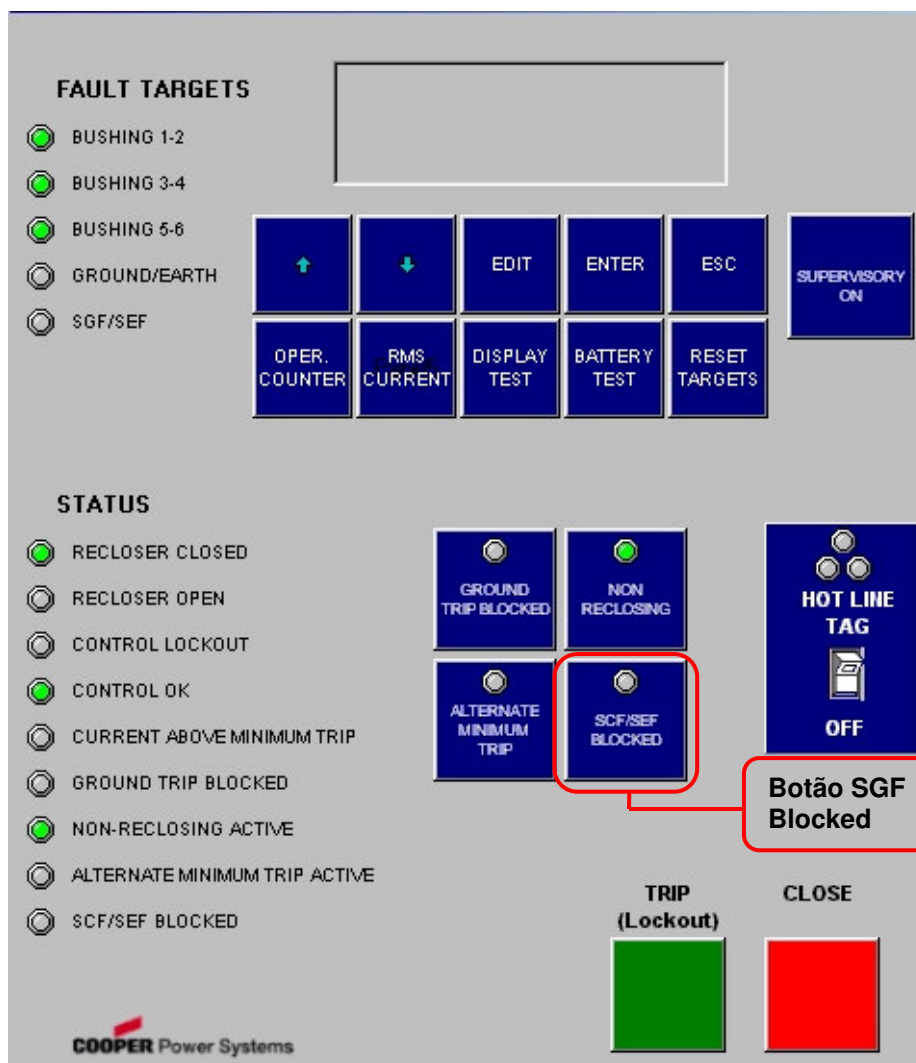 FAULT TARGETS
BUSHING 1-2
BUSHING 3-4
BUSHING 5-6
GROUND/EARTH
SGF/SEF
EDIT
ENTER
ESC
SUPERVISORY
ON
OPER.
COUNTER
RMS
CURRENT
DISPLAY
TEST
BATTERY
TEST
RESET
TARGETS
STATUS
RECLOSER CLOSED
RECLOSER OPEN
CONTROL LOCKOUT
CONTROL OK
CURRENT ABOVE MINIMUM TRIP
GROUND TRIP BLOCKED
NON-RECLOSING ACTIVE
ALTERNATE MINIMUM TRIP ACTIVE
SCF/SEF BLOCKED
GROUND
TRIP BLOCKED
NON
RECLOSING
ALTERNATE
MINIMUM
TRIP
SCF/SEF
BLOCKED
HOT LINE
TAG
OFF
Botão SGF
Blocked
TRIP
(Lockout)
CLOSE
COOPER Power Systems